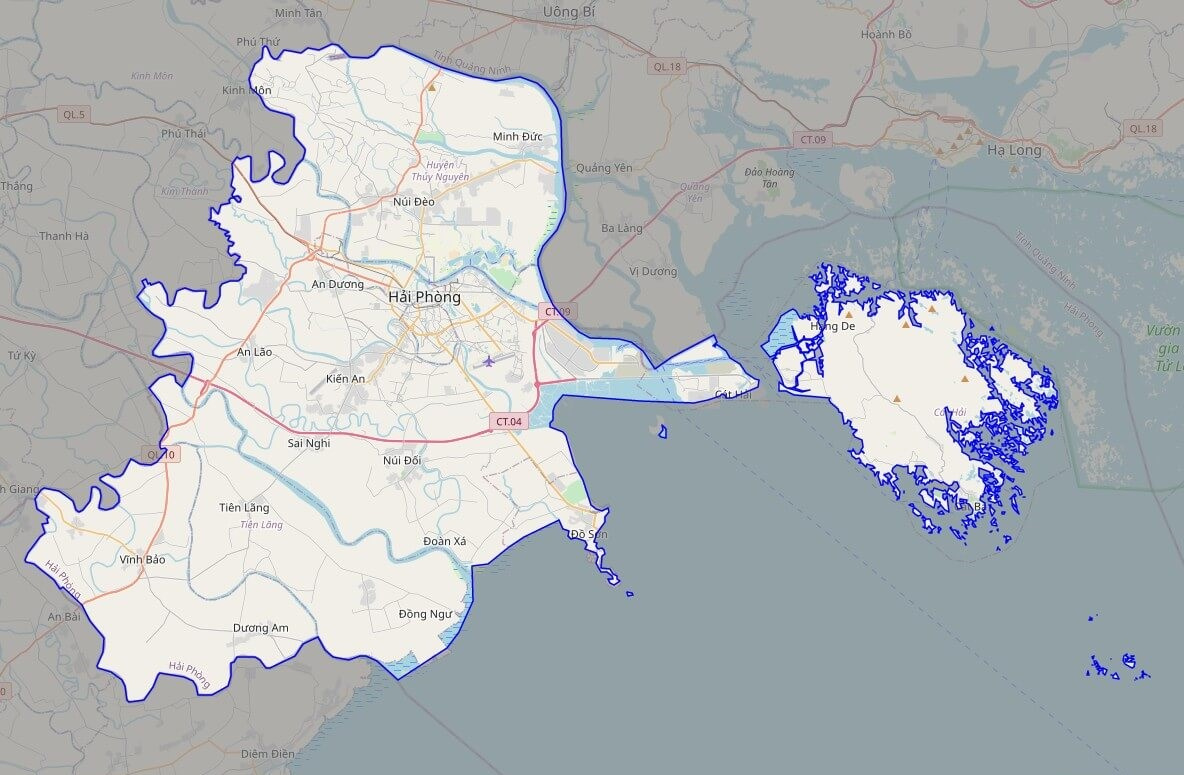 Minh Tân
Uông Bí
Hoành Bồ
Phú Thứ
Tỉnh Quảng Ninh
QL.18
Kinh Môn
Kinh Môn
QL.5
Phú Thái
Minh Đức
CT.09
QL.18
Hạ Long
Huyện
Thủy Nguyên
Quảng Yên
Đảo Hoàng
Tân
Thắng
Kim Thành
Quảng
Yên
Núi Đèo
Thanh Hà
Ba Làng
Vị Dương
Tỉnh Quảng Ninh
Hải Phòng
An Dương
Hải Phòng
CT.09
Hang De
Vườn
gia
Tử L
Tứ Kỳ
An Lão
Kiến An
Cát Hải
Cát Hải
CT.04
Sai Nghi
QL.10
Núi Đối
h Giang
Tiên Lãng
Tiên Lãng
Đồ Sơn
Đoàn Xá
Vĩnh Bảo
Hải Phòng
An Bài
Đồng Ngư
Dương Am
Hải Phòng
0
Diêm Điền